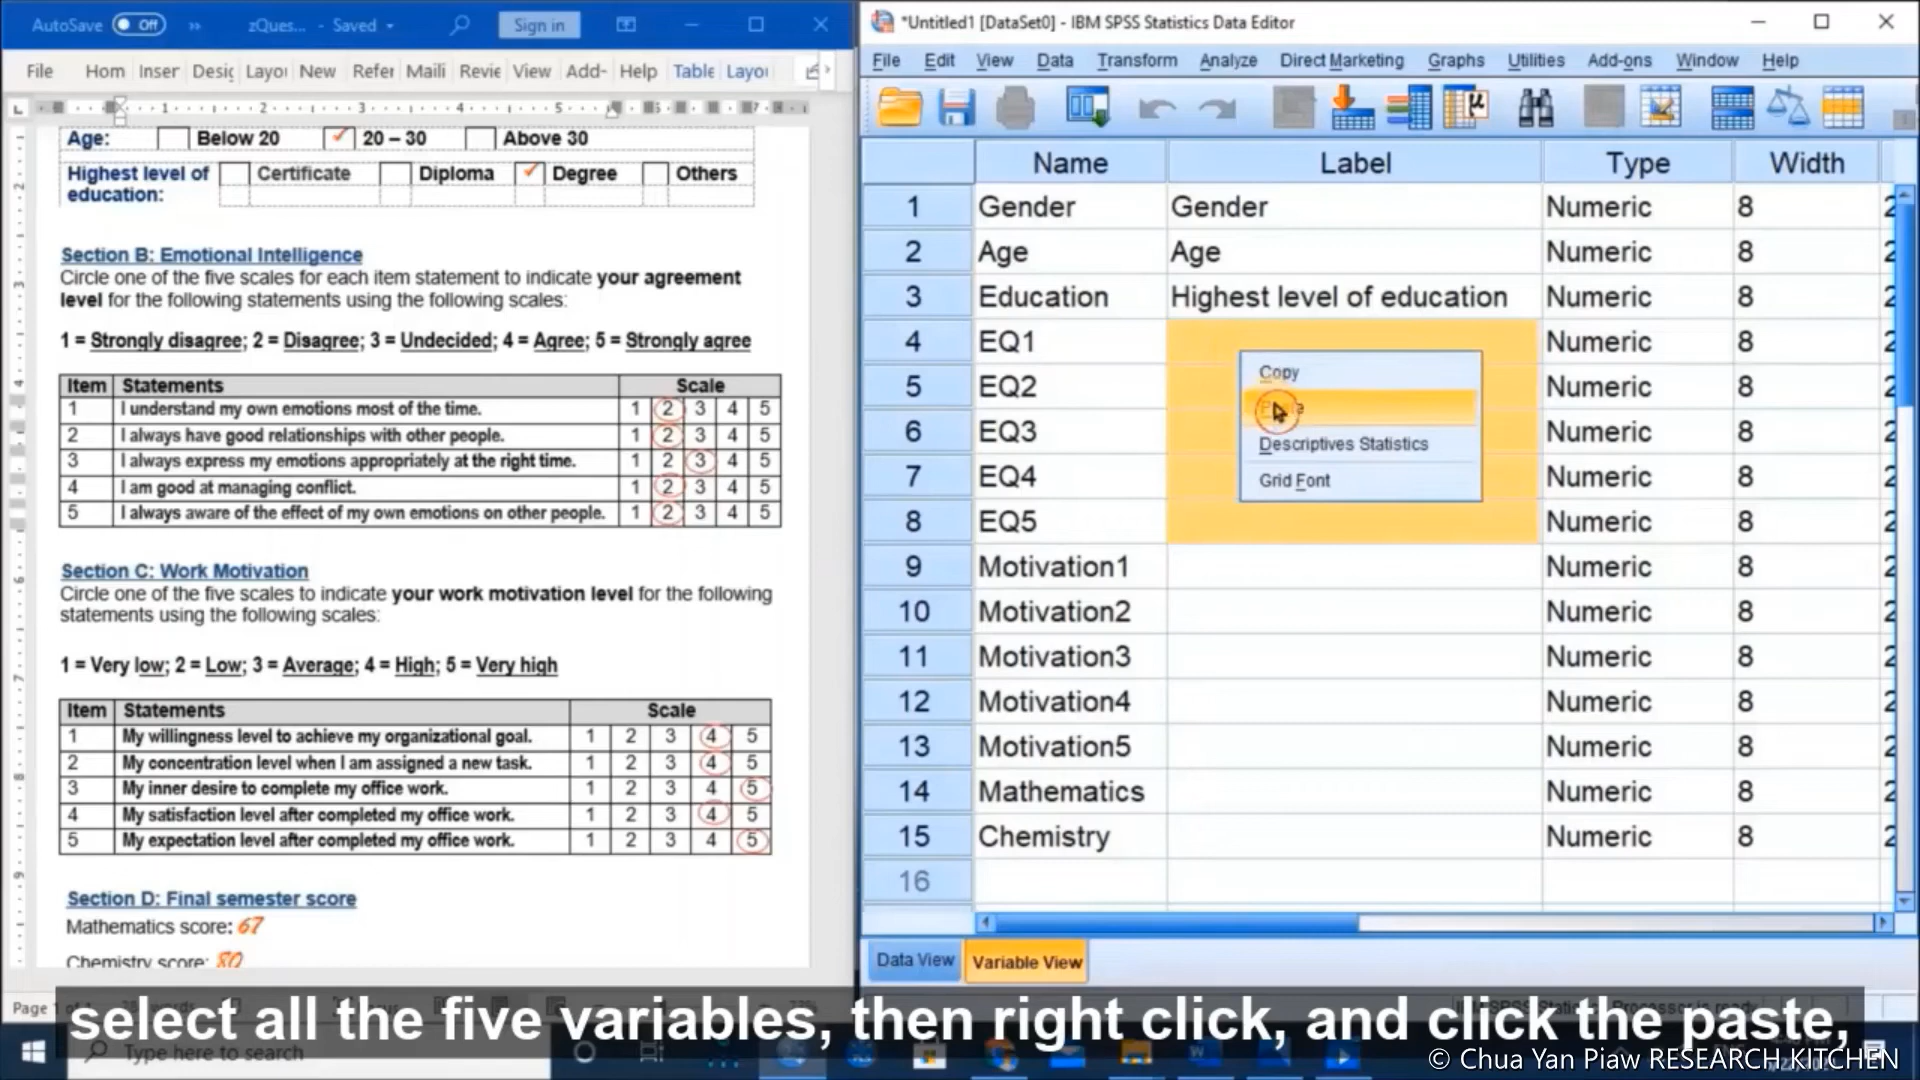 AutoSave Off » zQues... - Saved Sign in
File Hom Inser Desig Layou New Refer Maili Revie View Add- Help Table Layou
Age: Below 20 20 – 30 Above 30
Highest level of education: Certificate Diploma Degree Others
Section B: Emotional Intelligence
Circle one of the five scales for each item statement to indicate your agreement
level for the following statements using the following scales:
1 = Strongly disagree; 2 = Disagree; 3 = Undecided; 4 = Agree; 5 = Strongly agree
Item Statements Scale
1 I understand my own emotions most of the time. 1 2 3 4 5
2 I always have good relationships with other people. 1 2 3 4 5
3 I always express my emotions appropriately at the right time. 1 2 3 4 5
4 I am good at managing conflict. 1 2 3 4 5
5 I always aware of the effect of my own emotions on other people. 1 2 3 4 5
Section C: Work Motivation
Circle one of the five scales to indicate your work motivation level for the following
statements using the following scales:
1 = Very low; 2 = Low; 3 = Average; 4 = High; 5 = Very high
Item Statements Scale
1 My willingness level to achieve my organizational goal. 1 2 3 4 5
2 My concentration level when I am assigned a new task. 1 2 3 4 5
3 My inner desire to complete my office work. 1 2 3 4 5
4 My satisfaction level after completed my office work. 1 2 3 4 5
5 My expectation level after completed my office work. 1 2 3 4 5
Section D: Final semester score
Mathematics score: 67
Chemistry score: 80
*Untitled1 [DataSet0] - IBM SPSS Statistics Data Editor
File Edit View Data Transform Analyze Direct Marketing Graphs Utilities Add-ons Window Help
Name Label Type Width
1 Gender Gender Numeric 8 2
2 Age Age Numeric 8 2
3 Education Highest level of education Numeric 8 2
4 EQ1 Numeric 8 2
5 EQ2 Numeric 8 2
6 EQ3 Numeric 8 2
7 EQ4 Numeric 8 2
8 EQ5 Numeric 8 2
9 Motivation1 Numeric 8 2
10 Motivation2 Numeric 8 2
11 Motivation3 Numeric 8 2
12 Motivation4 Numeric 8 2
13 Motivation5 Numeric 8 2
14 Mathematics Numeric 8 2
15 Chemistry Numeric 8 2
16
Copy
Descriptives Statistics
Grid Font
Data View Variable View
select all the five variables, then right click, and click the paste,
Type here to search
© Chua Yan Piaw RESEARCH KITCHEN